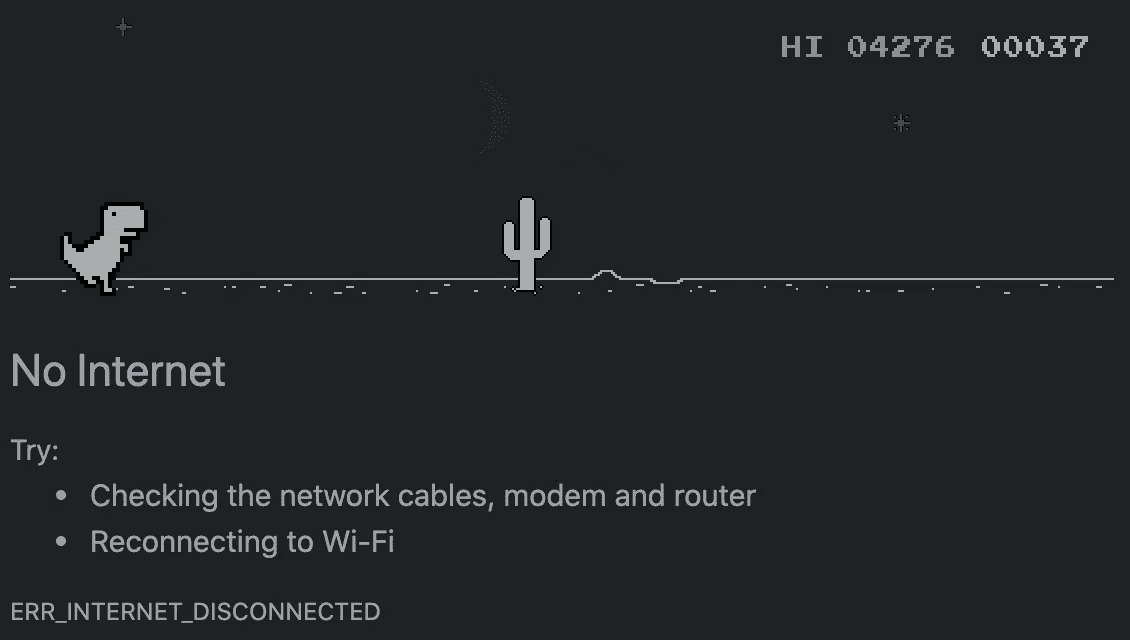 HI 04276 00037
No Internet
Try:
• Checking the network cables, modem and router
• Reconnecting to Wi-Fi
ERR_INTERNET_DISCONNECTED